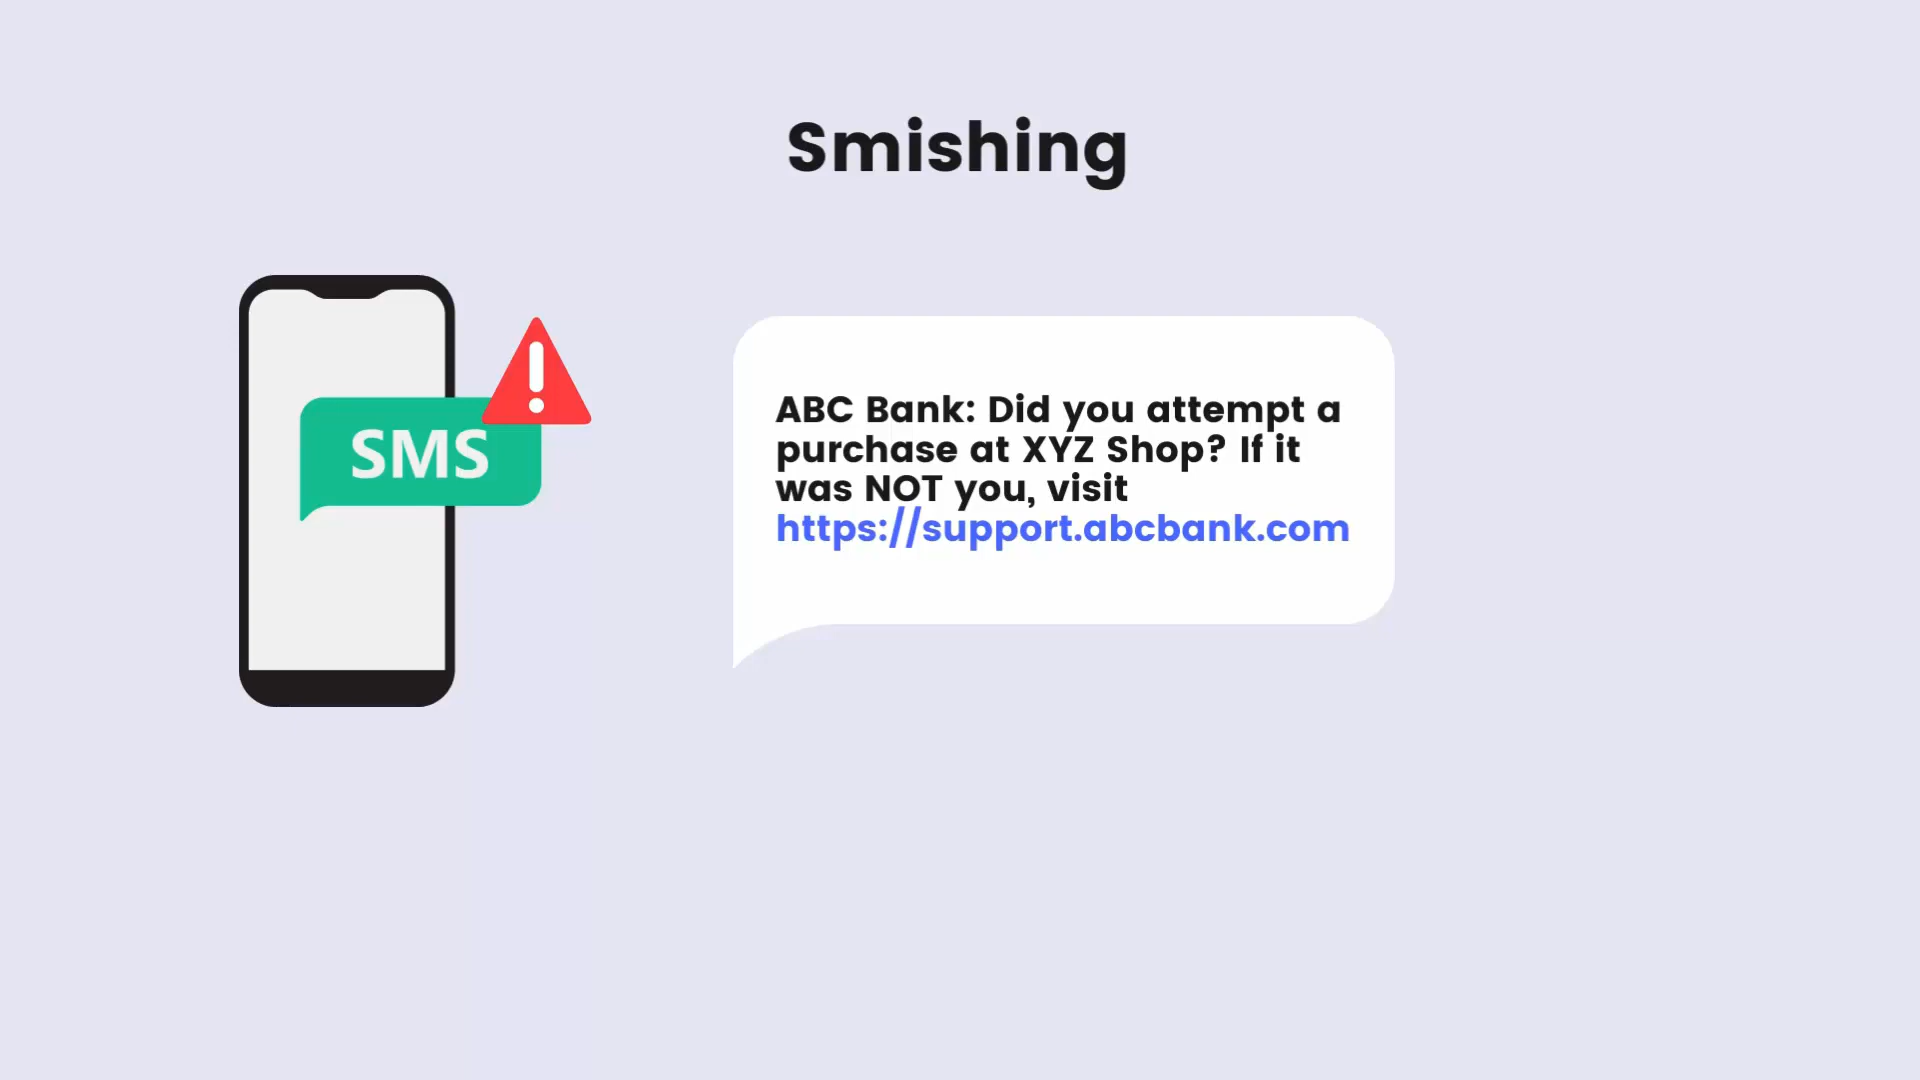 Smishing
SMS
ABC Bank: Did you attempt a
purchase at XYZ Shop? If it
was NOT you, visit
https://support.abcbank.com